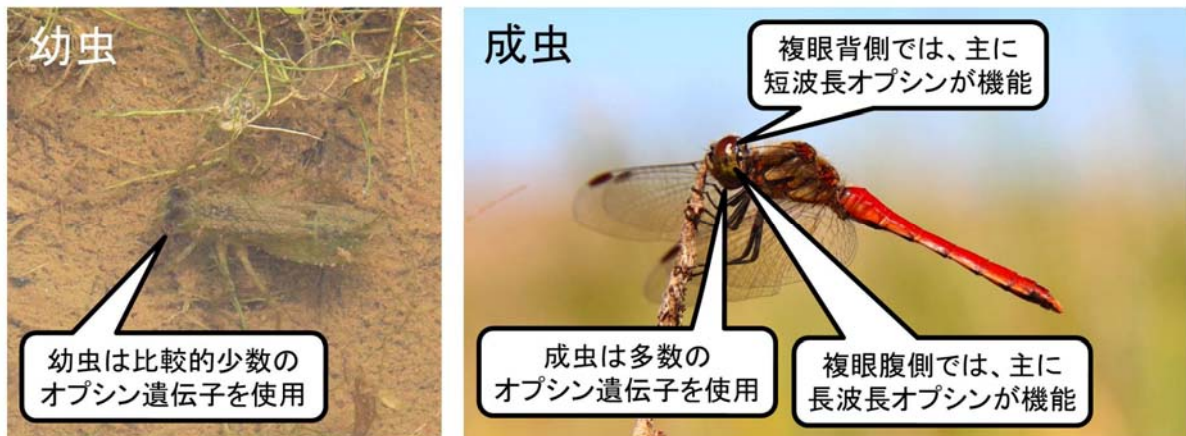 幼虫
幼虫は比較的少数の
オプシン遺伝子を使用
成虫
複眼背側では、主に
短波長オプシンが機能
成虫は多数の
オプシン遺伝子を使用
複眼腹側では、主に
長波長オプシンが機能